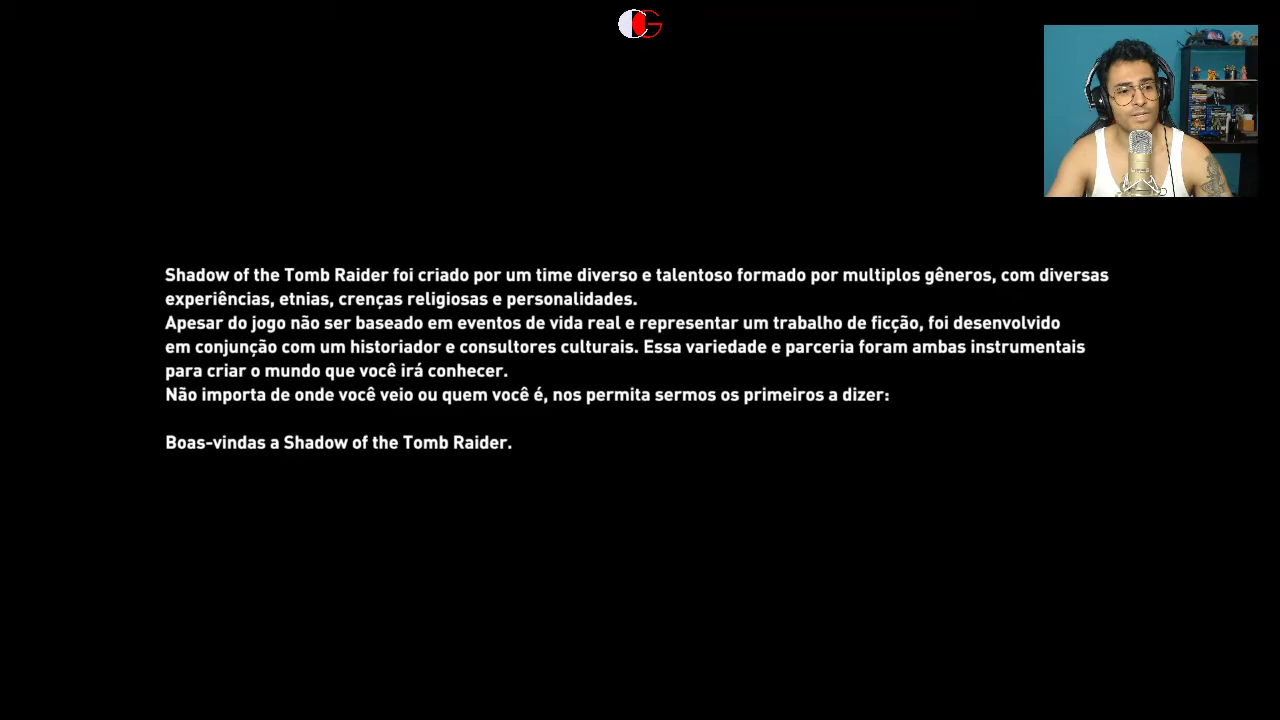 Shadow of the Tomb Raider foi criado por um time diverso e talentoso formado por multiplos gêneros, com diversas
experiências, etnias, crenças religiosas e personalidades.
Apesar do jogo não ser baseado em eventos de vida real e representar um trabalho de ficção, foi desenvolvido
em conjunção com um historiador e consultores culturais. Essa variedade e parceria foram ambas instrumentais
para criar o mundo que você irá conhecer.
Não importa de onde você veio ou quem você é, nos permita sermos os primeiros a dizer:
Boas-vindas a Shadow of the Tomb Raider.